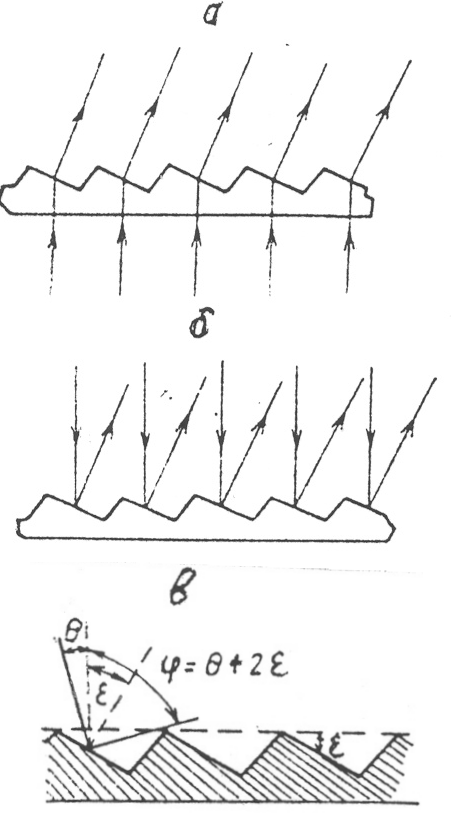 а
б
в
θ
φ = θ + 2ε
ε
ε